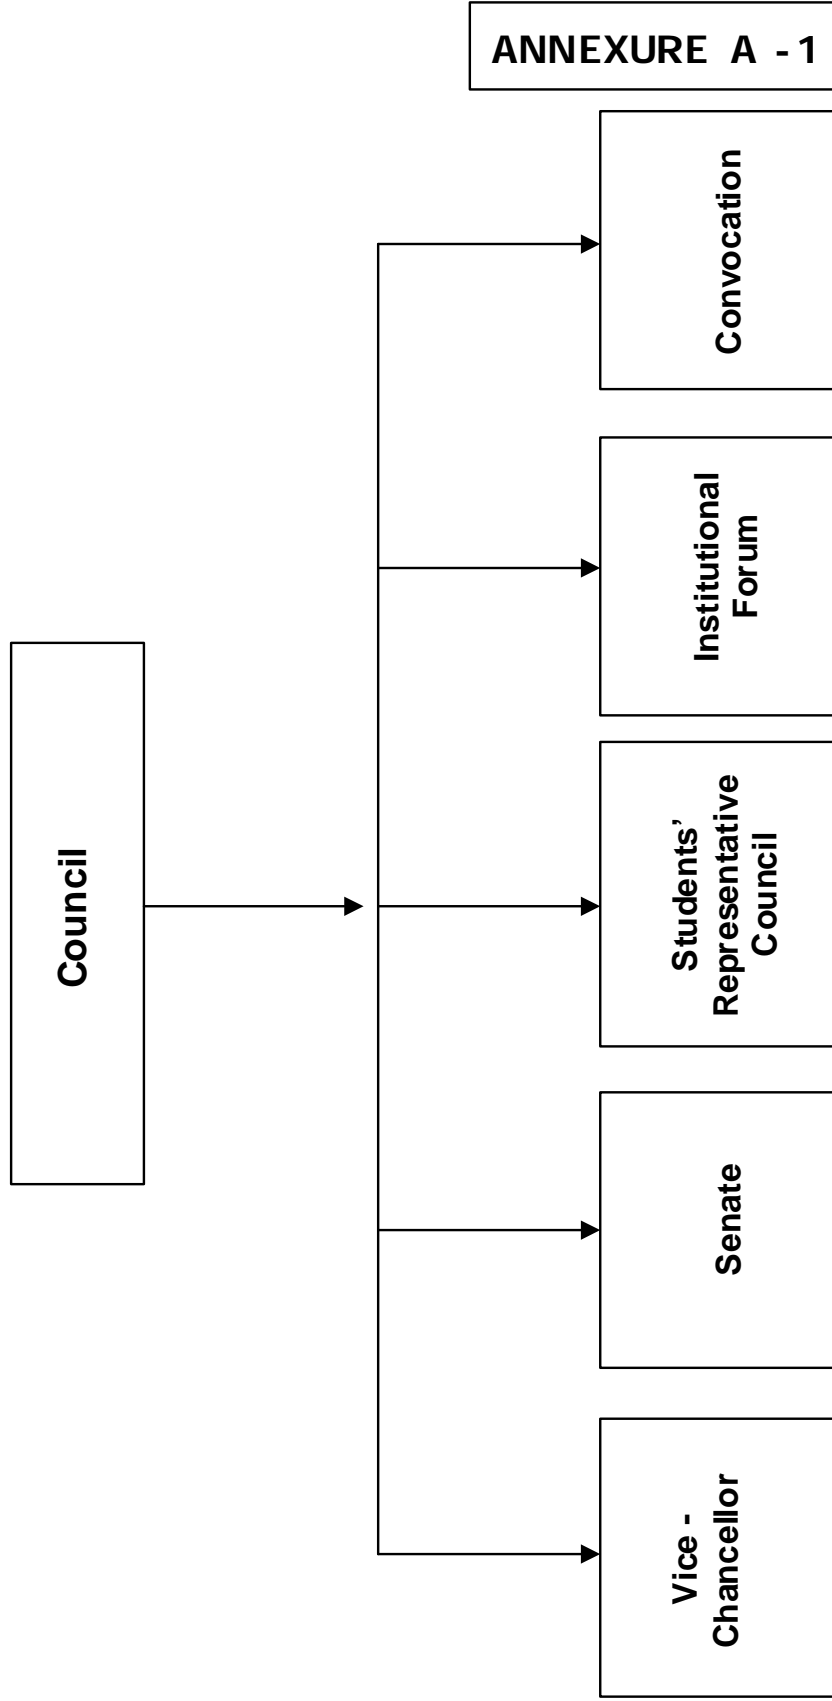 ANNEXURE A - 1
Council
Vice -
Chancellor
Senate
Students’
Representative
Council
Institutional
Forum
Convocation